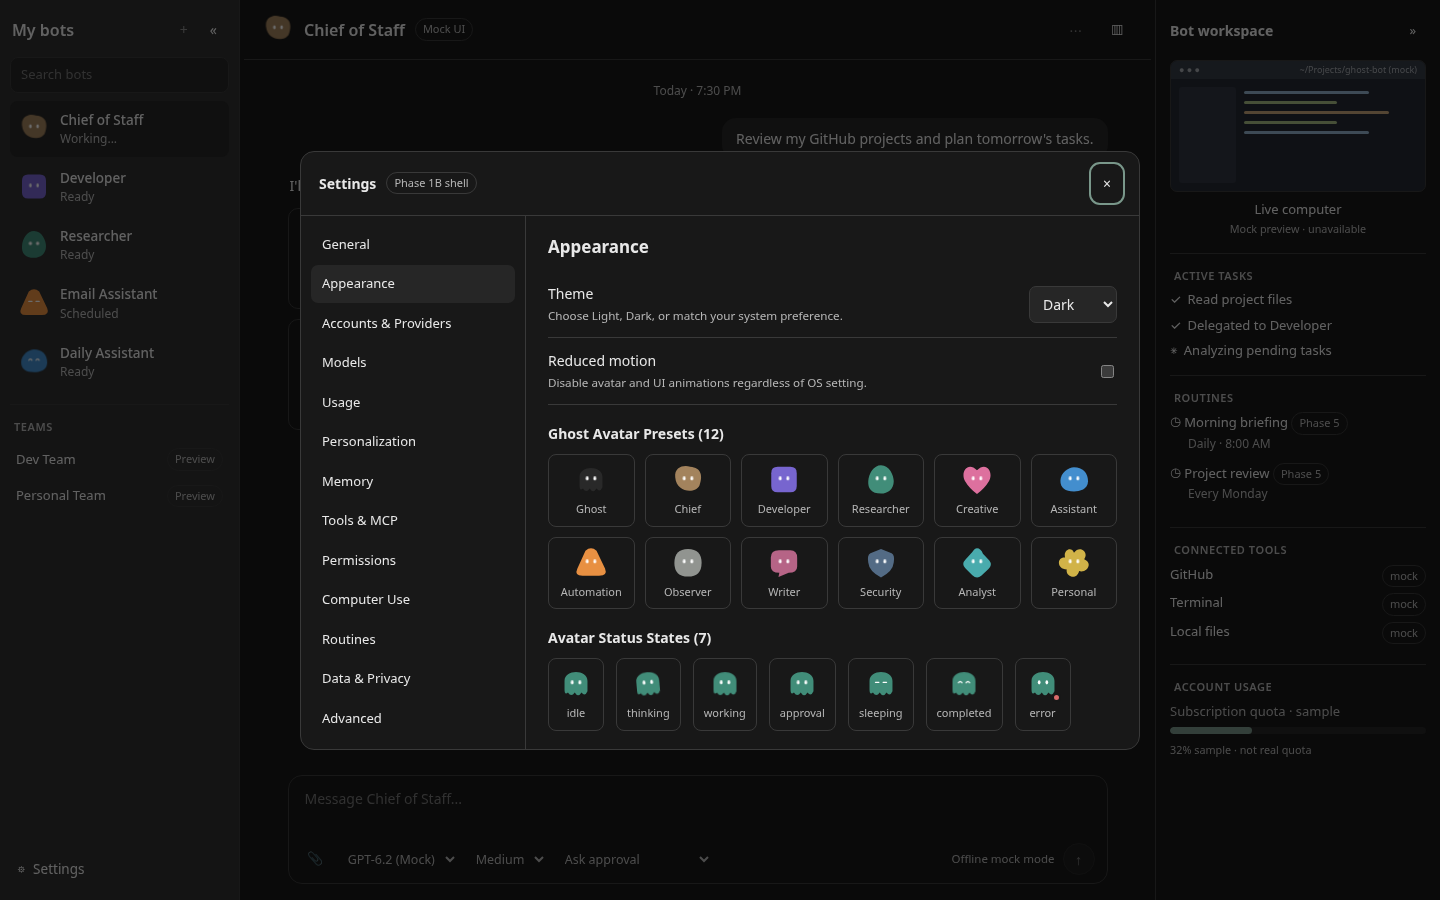 My bots
+
«
Search bots
Chief of Staff
Working...
Developer
Ready
Researcher
Ready
Email Assistant
Scheduled
Daily Assistant
Ready
TEAMS
Dev Team
Preview
Personal Team
Preview
Settings
Chief of Staff
Mock UI
...
Today · 7:30 PM
Review my GitHub projects and plan tomorrow's tasks.
Settings
Phase 1B shell
×
General
Appearance
Accounts & Providers
Models
Usage
Personalization
Memory
Tools & MCP
Permissions
Computer Use
Routines
Data & Privacy
Advanced
Appearance
Theme
Choose Light, Dark, or match your system preference.
Dark
Reduced motion
Disable avatar and UI animations regardless of OS setting.
Ghost Avatar Presets (12)
Ghost
Chief
Developer
Researcher
Creative
Assistant
Automation
Observer
Writer
Security
Analyst
Personal
Avatar Status States (7)
idle
thinking
working
approval
sleeping
completed
error
Message Chief of Staff...
GPT-6.2 (Mock)
Medium
Ask approval
Offline mock mode
↑
Bot workspace
»
~/Projects/ghost-bot (mock)
Live computer
Mock preview · unavailable
ACTIVE TASKS
✓ Read project files
✓ Delegated to Developer
Analyzing pending tasks
ROUTINES
Morning briefing
Phase 5
Daily · 8:00 AM
Project review
Phase 5
Every Monday
CONNECTED TOOLS
GitHub
mock
Terminal
mock
Local files
mock
ACCOUNT USAGE
Subscription quota · sample
32% sample · not real quota